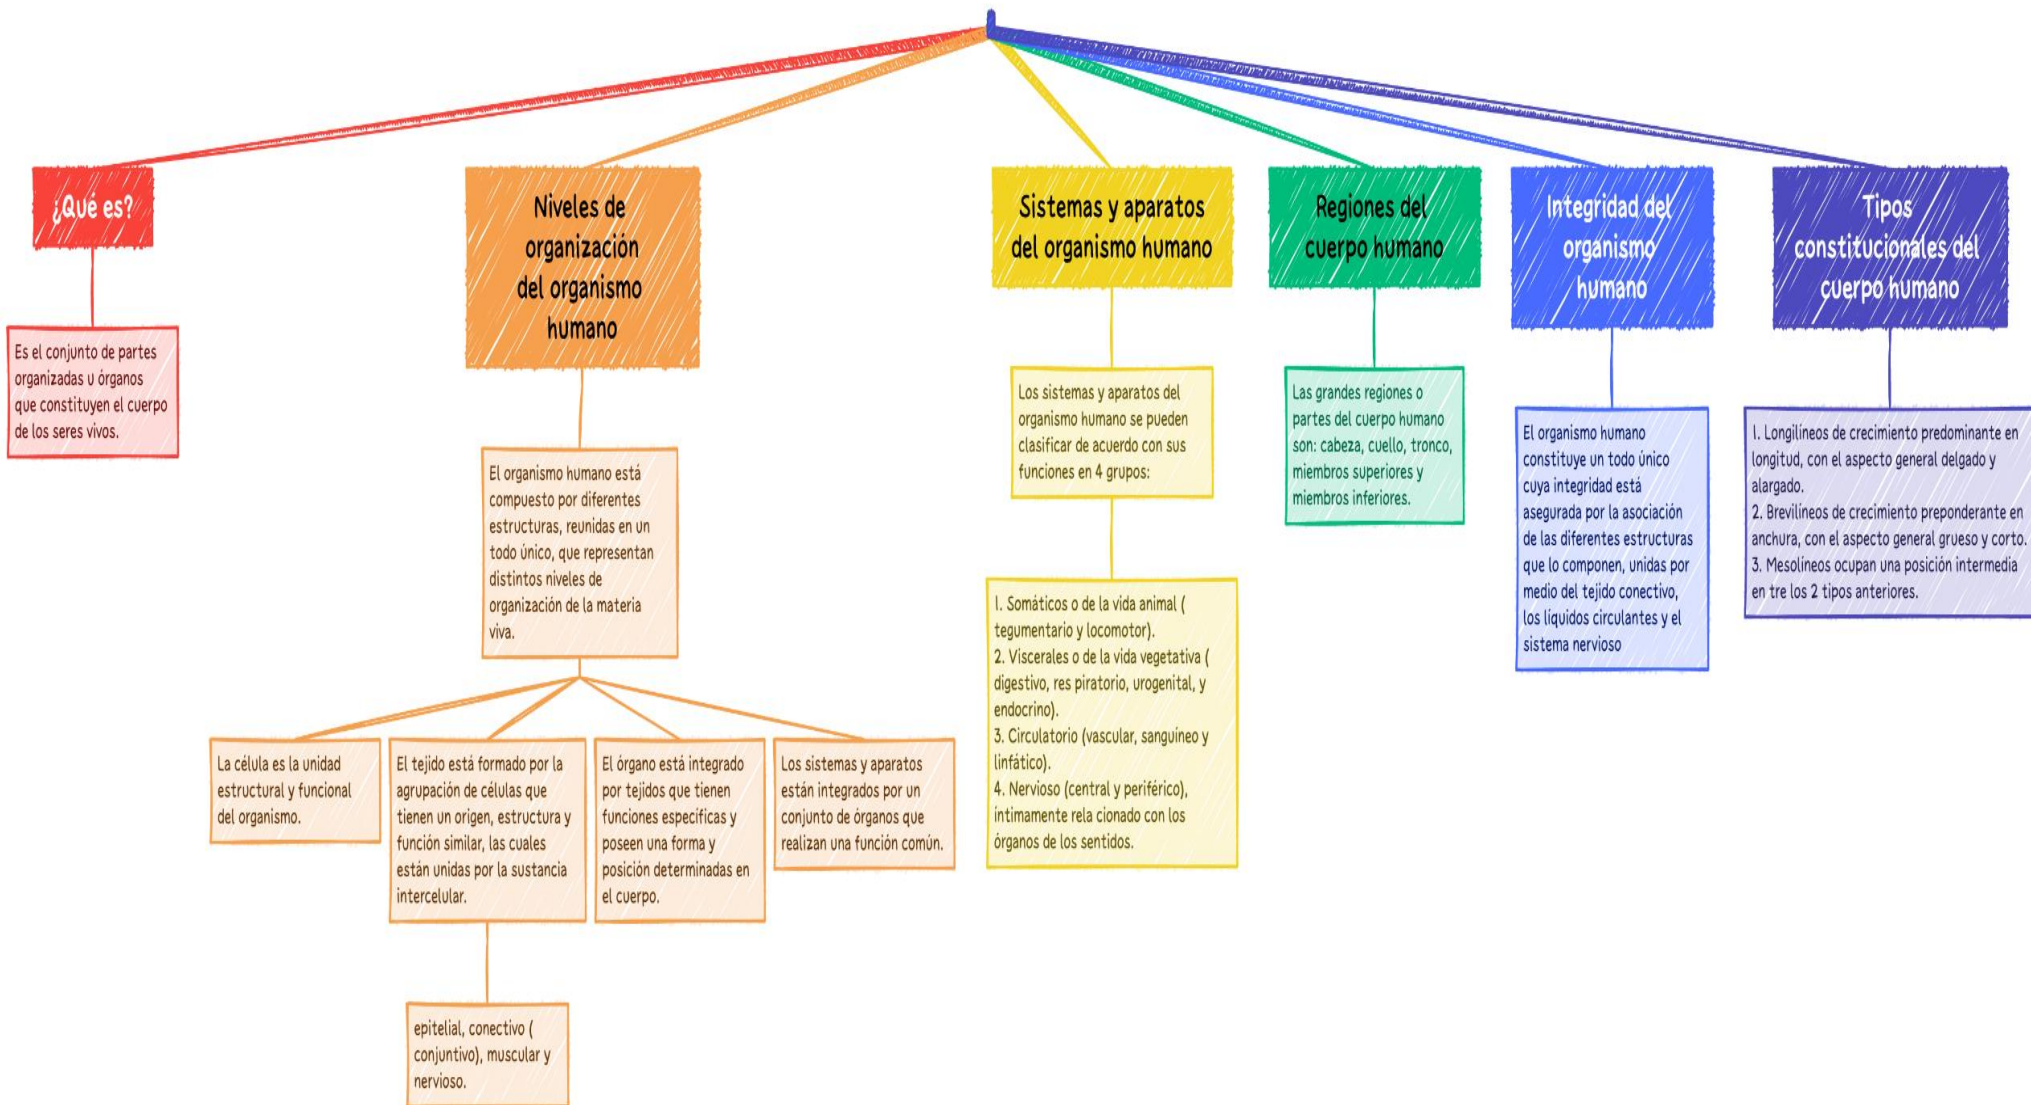 ¿Qué es?
Es el conjunto de partes
organizadas u órganos
que constituyen el cuerpo
de los seres vivos.
Niveles de
organización
del organismo
humano
El organismo humano está
compuesto por diferentes
estructuras, reunidas en un
todo único, que representan
distintos niveles de
organización de la materia
viva.
La célula es la unidad
estructural y funcional
del organismo.
El tejido está formado por la
agrupación de células que
tienen un origen, estructura y
función similar, las cuales
están unidas por la sustancia
intercelular.
epitelial, conectivo (
conjuntivo), muscular y
nervioso.
El órgano está integrado
por tejidos que tienen
funciones específicas y
poseen una forma y
posición determinadas en
el cuerpo.
Los sistemas y aparatos
están integrados por un
conjunto de órganos que
realizan una función común.
Sistemas y aparatos
del organismo humano
Los sistemas y aparatos del
organismo humano se pueden
clasificar de acuerdo con sus
funciones en 4 grupos:
1. Somáticos o de la vida animal (
tegumentario y locomotor).
2. Viscerales o de la vida vegetativa (
digestivo, res piratorio, urogenital, y
endocrino).
3. Circulatorio (vascular, sanguíneo y
linfático).
4. Nervioso (central y periférico),
íntimamente rela cionado con los
órganos de los sentidos.
Regiones del
cuerpo humano
Las grandes regiones o
partes del cuerpo humano
son: cabeza, cuello, tronco,
miembros superiores y
miembros inferiores.
Integridad del
organismo
humano
El organismo humano
constituye un todo único
cuya integridad está
asegurada por la asociación
de las diferentes estructuras
que lo componen, unidas por
medio del tejido conectivo,
los líquidos circulantes y el
sistema nervioso
Tipos
constitucionales del
cuerpo humano
1. Longilíneos de crecimiento predominante en
longitud, con el aspecto general delgado y
alargado.
2. Brevilíneos de crecimiento preponderante en
anchura, con el aspecto general grueso y corto.
3. Mesolíneos ocupan una posición intermedia
en tre los 2 tipos anteriores.